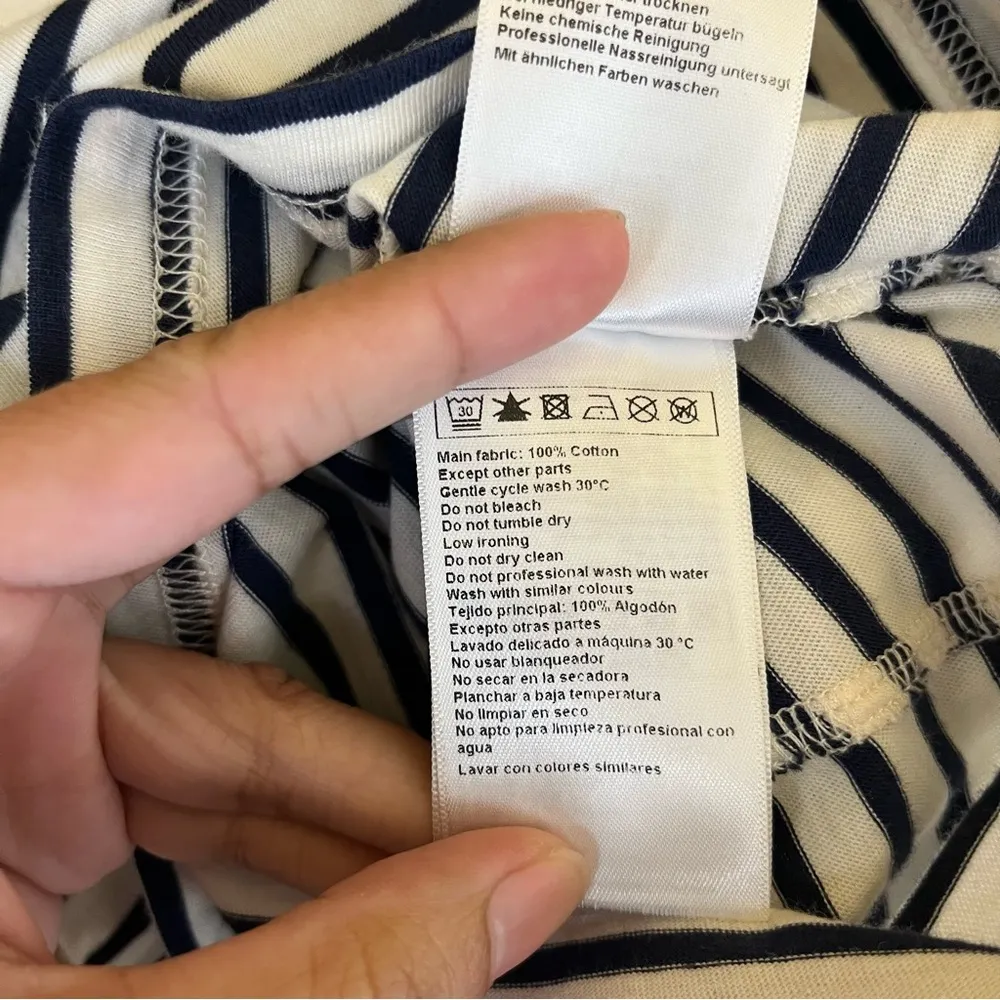 niedriger Temperatur bügeln
Keine chemische Reinigung
Professionelle Nassreinigung untersagt
Mit ähnlichen Farben waschen
30
W
Main fabric: 100% Cotton
Except other parts
Gentle cycle wash 30°C
Do not bleach
Do not tumble dry
Low ironing
Do not dry clean
Do not professional wash with water
Wash with similar colours
Tejido principal: 100% Algodón
Excepto otras partes
Lavado delicado a máquina 30 °C
No usar blanqueador
No secar en la secadora
Planchar a baja temperatura
No limpiar en seco
No apto para limpieza profesional con
agua
Lavar con colores similares